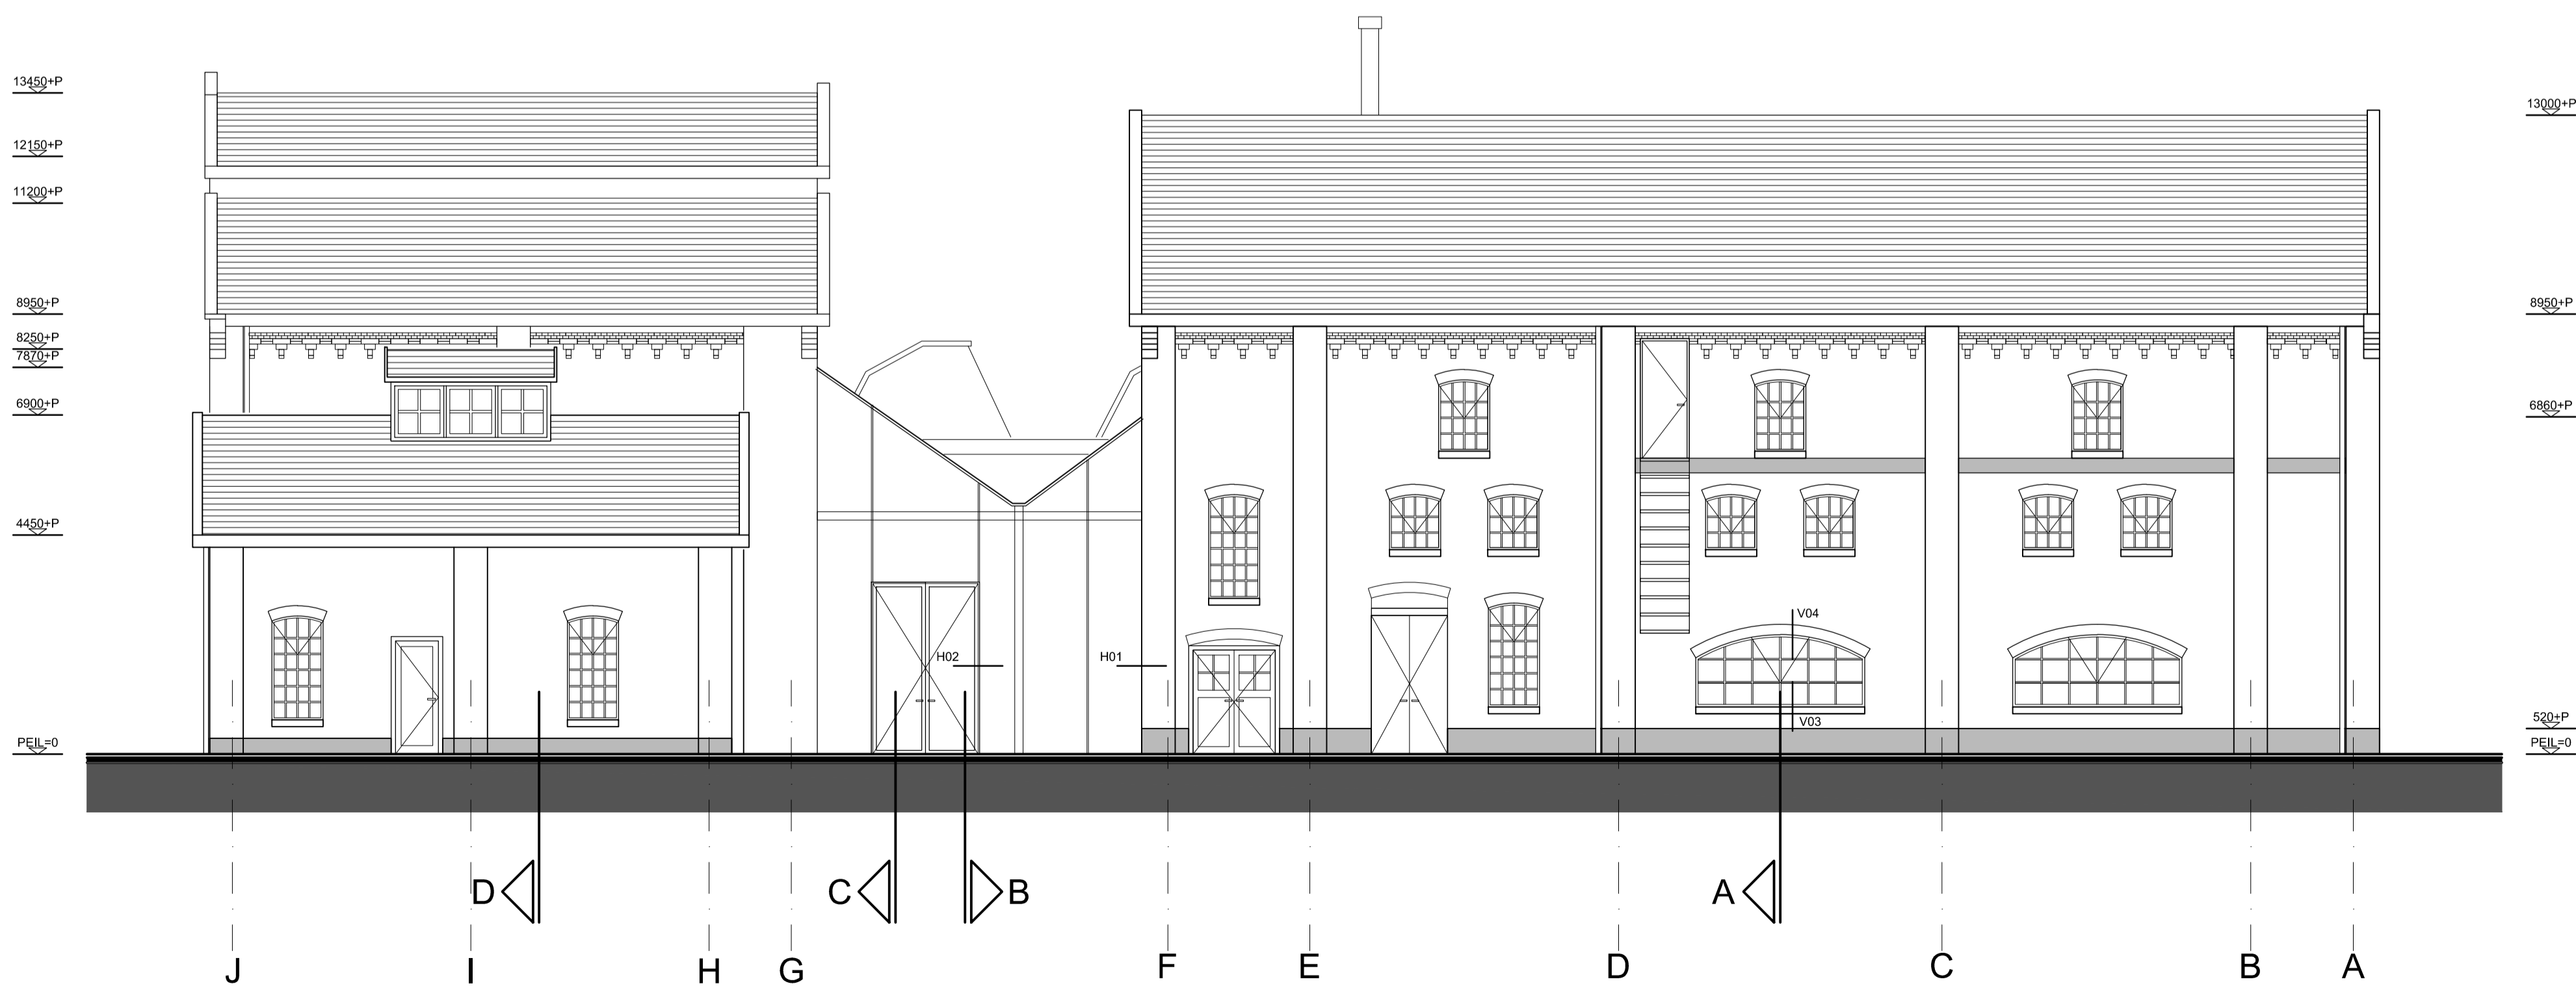 13450+P
12150+P
11200+P
8950+P
8250+P
7870+P
6900+P
4450+P
PEIL=0
13000+P
8950+P
6860+P
520+P
PEIL=0
H02
H01
V04
V03
D
C
B
A
J
I
H
G
F
E
D
C
B
A